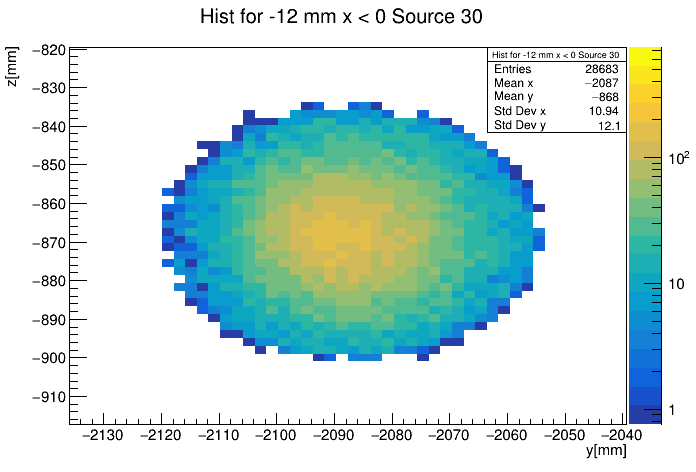 Hist for -12 mm x < 0 Source 30
z[mm]
−820
−830
−840
−850
−860
−870
−880
−890
−900
−910
Hist for -12 mm x < 0 Source 30
Entries 28683
Mean x −2087
Mean y −868
Std Dev x 10.94
Std Dev y 12.1
10²
10
1
−2130 −2120 −2110 −2100 −2090 −2080 −2070 −2060 −2050 −2040
y[mm]